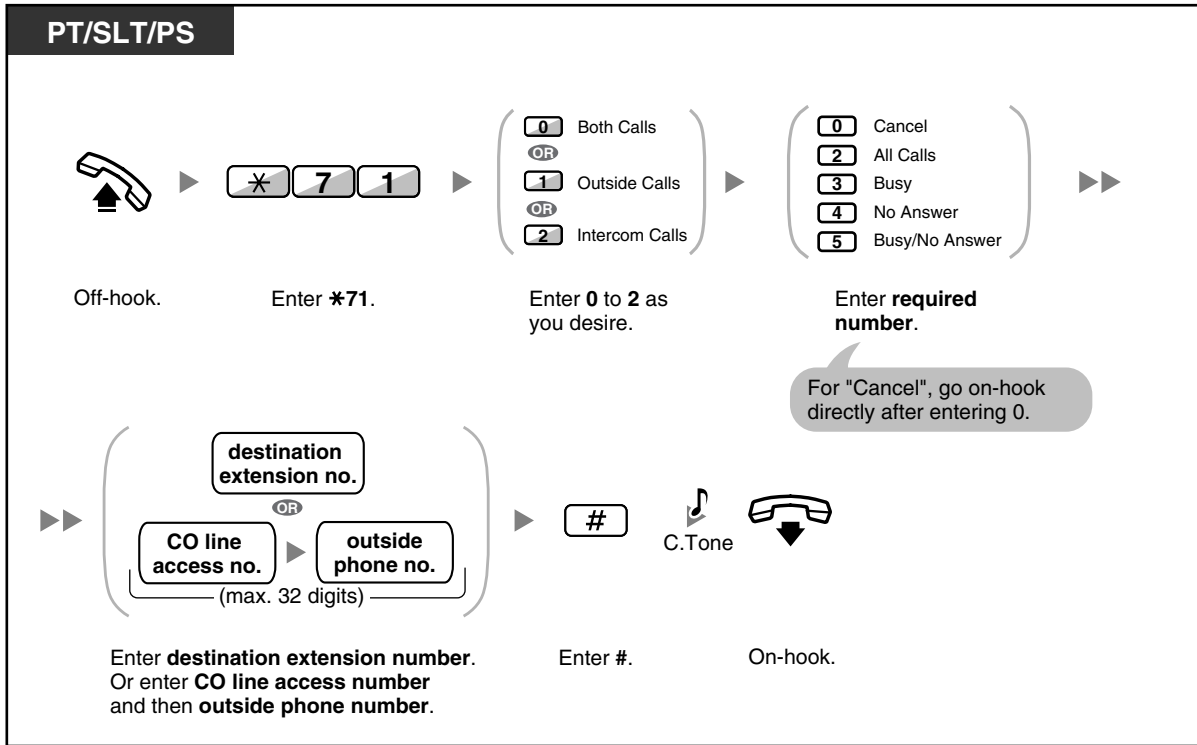 PT/SLT/PS
0 Both Calls
OR
1 Outside Calls
OR
2 Intercom Calls
0 Cancel
2 All Calls
3 Busy
4 No Answer
5 Busy/No Answer
* 7 1
Off-hook.
Enter *71.
Enter 0 to 2 as
you desire.
Enter required
number.
For "Cancel", go on-hook
directly after entering 0.
destination
extension no.
OR
CO line
access no.
outside
phone no.
(max. 32 digits)
#
C.Tone
Enter destination extension number.
Or enter CO line access number
and then outside phone number.
Enter #.
On-hook.